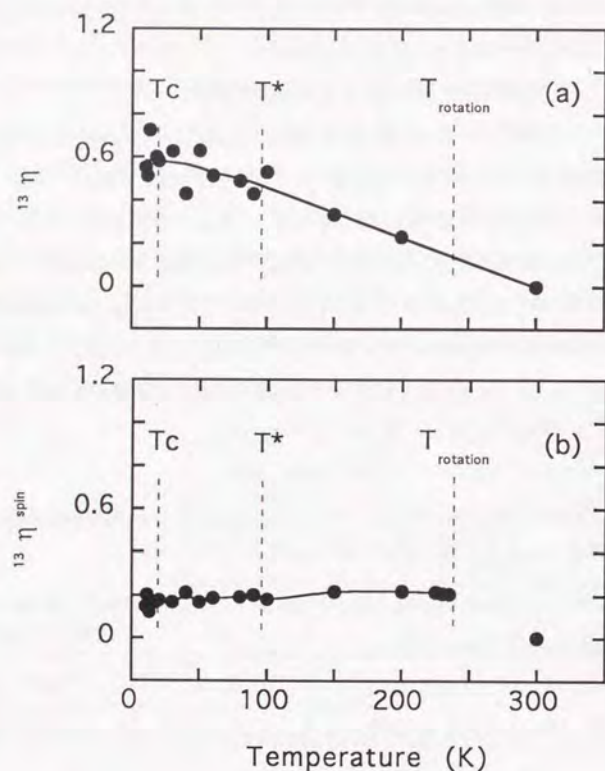 1.2
Tc
T*
T rotation
(a)
0.6
13 η
0
1.2
Tc
T*
T rotation
(b)
0.6
13 η spin
0
0 100 200 300
Temperature (K)